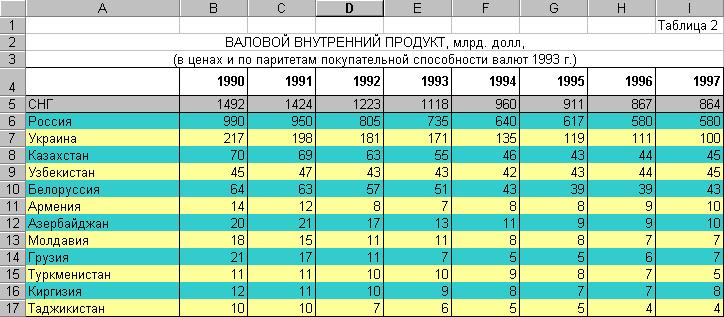 A B C D E F G H I
1 Таблица 2
2 ВАЛОВОЙ ВНУТРЕННИЙ ПРОДУКТ, млрд. долл,
3 (в ценах и по паритетам покупательной способности валют 1993 г.)
4 1990 1991 1992 1993 1994 1995 1996 1997
5 СНГ 1492 1424 1223 1118 960 911 867 864
6 Россия 990 950 805 735 640 617 580 580
7 Украина 217 198 181 171 135 119 111 100
8 Казахстан 70 69 63 55 46 43 44 45
9 Узбекистан 45 47 43 43 42 43 44 45
10 Белоруссия 64 63 57 51 43 39 39 43
11 Армения 14 12 8 7 8 8 9 10
12 Азербайджан 20 21 17 13 11 9 9 10
13 Молдавия 18 15 11 11 8 8 7 7
14 Грузия 21 17 11 7 5 5 6 7
15 Туркменистан 11 11 10 10 9 8 7 5
16 Киргизия 12 11 10 9 8 7 7 8
17 Таджикистан 10 10 7 6 5 5 4 4